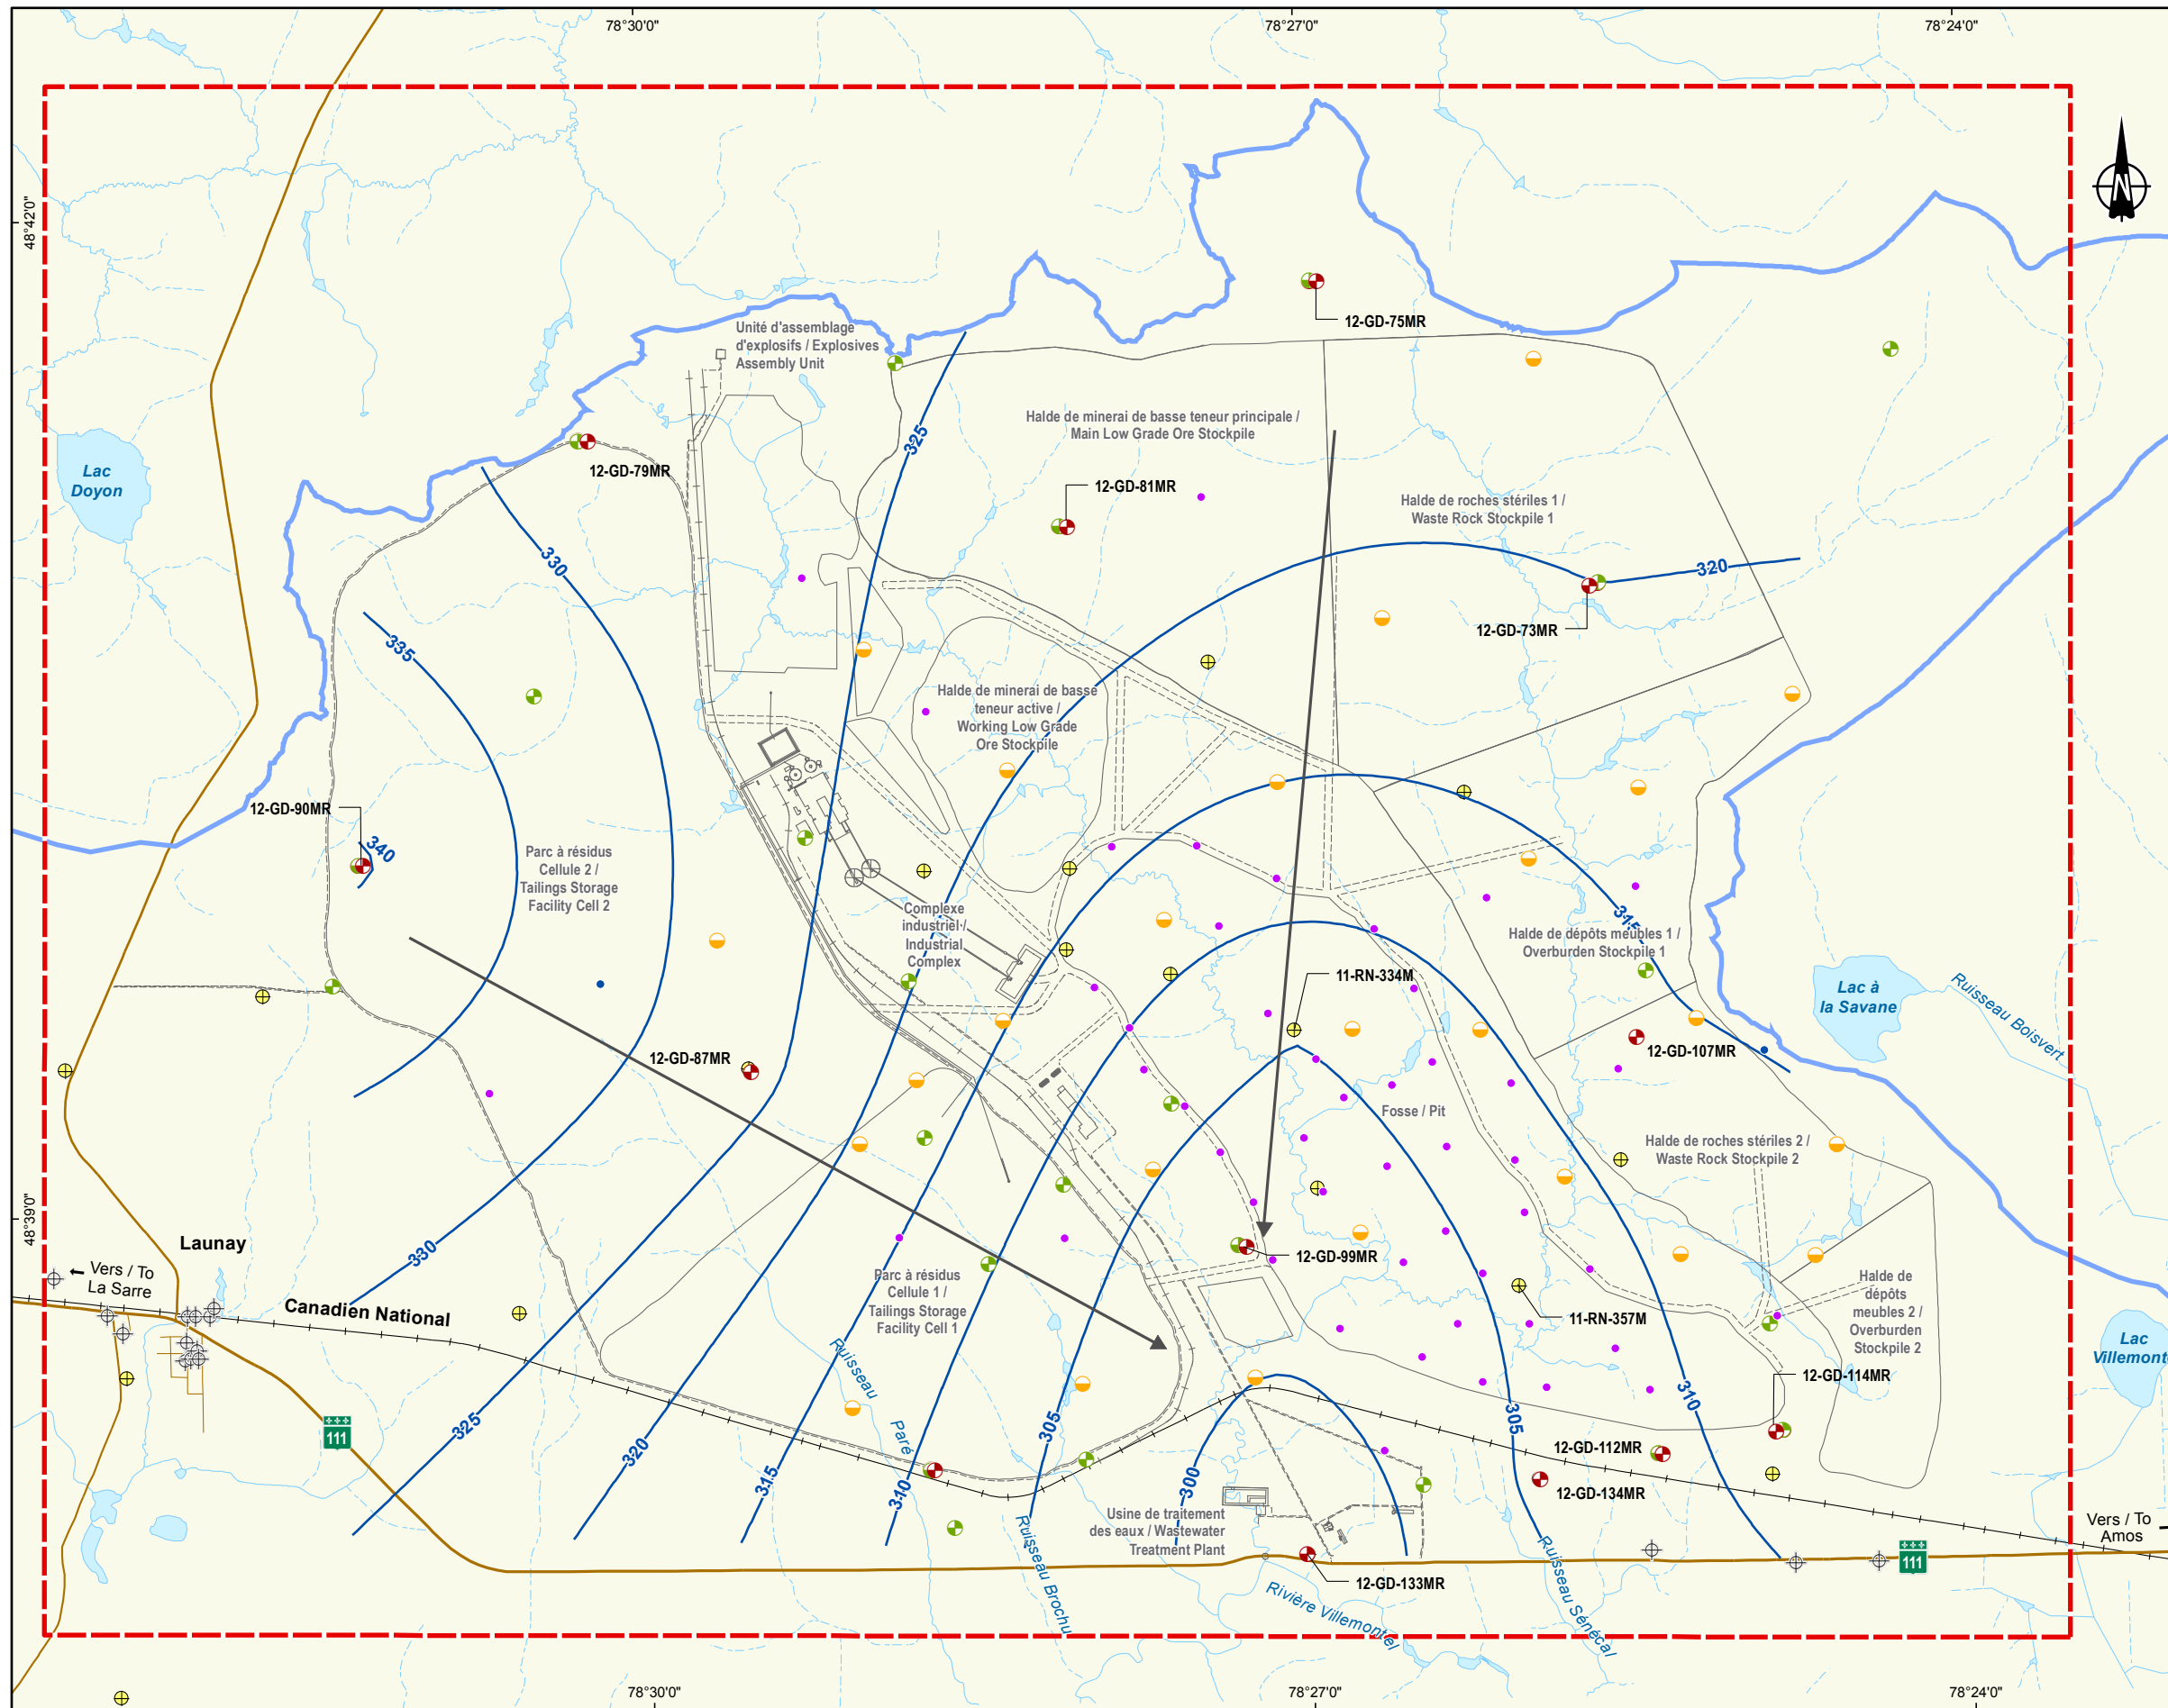 78°30'0"
78°27'0"
78°24'0"
48°42'0"
N
12-GD-75MR
Unité d'assemblage
d'explosifs / Explosives
Assembly Unit
325
Halde de minerai de basse teneur principale /
Main Low Grade Ore Stockpile
12-GD-79MR
Lac
Doyon
12-GD-81MR
Halde de roches stériles 1 /
Waste Rock Stockpile 1
330
320
335
12-GD-73MR
Halde de minerai de basse
teneur active /
Working Low Grade
Ore Stockpile
12-GD-90MR
340
Parc à résidus
Cellule 2 /
Tailings Storage
Facility Cell 2
Complexe
industriel /
Industrial
Complex
315
Halde de dépôts meubles 1 /
Overburden Stockpile 1
11-RN-334M
Lac à
la Savane
Ruisseau Boisvert
12-GD-87MR
12-GD-107MR
Fosse / Pit
Halde de roches stériles 2 /
Waste Rock Stockpile 2
48°39'0"
Launay
330
12-GD-99MR
Vers / To
La Sarre
Canadien National
Parc à résidus
Cellule 1 /
Tailings Storage
Facility Cell 1
Halde de
dépôts
meubles 2 /
Overburden
Stockpile 2
11-RN-357M
Lac
Villemont
Ruisseau
Paré
12-GD-114MR
310
111
325
320
305
305
12-GD-112MR
315
310
300
12-GD-134MR
Usine de traitement
des eaux / Wastewater
Treatment Plant
Vers / To
Amos
111
Ruisseau Brochu
12-GD-133MR
Rivière Villemontel
Ruisseau Sénécal
78°30'0"
78°27'0"
78°24'0"